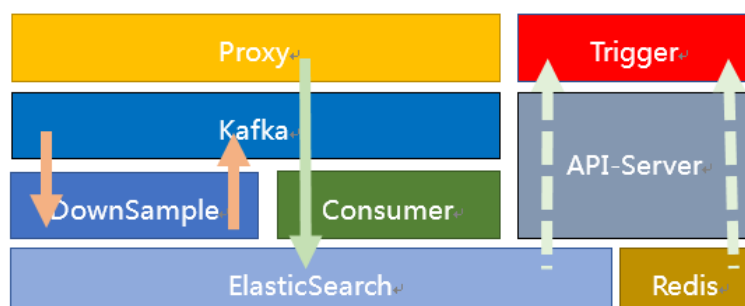 Proxy
Trigger
Kafka
API-Server
DownSample
Consumer
ElasticSearch
Redis